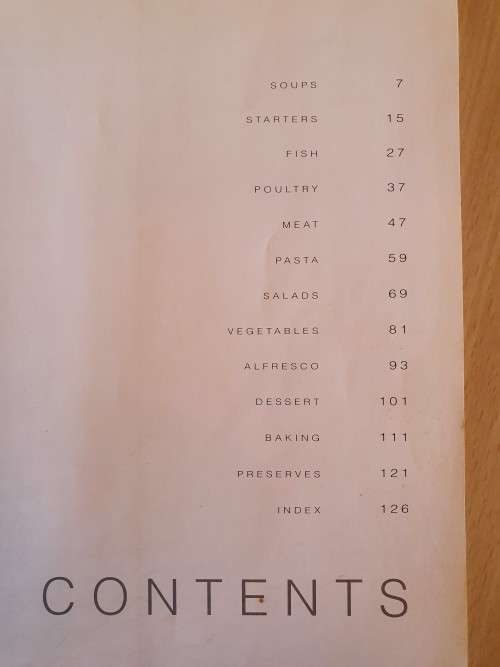 SOUPS 7
STARTERS 15
FISH 27
POULTRY 37
MEAT 47
PASTA 59
SALADS 69
VEGETABLES 81
ALFRESCO 93
DESSERT 101
BAKING 111
PRESERVES 121
INDEX 126
CONTENTS